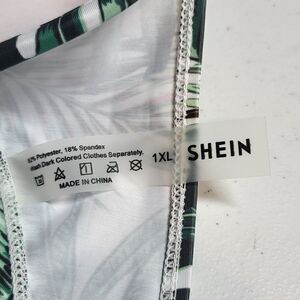 82% Polyester, 18% Spandex
Wash Dark Colored Clothes Separately.
MADE IN CHINA
1XL
SHEIN